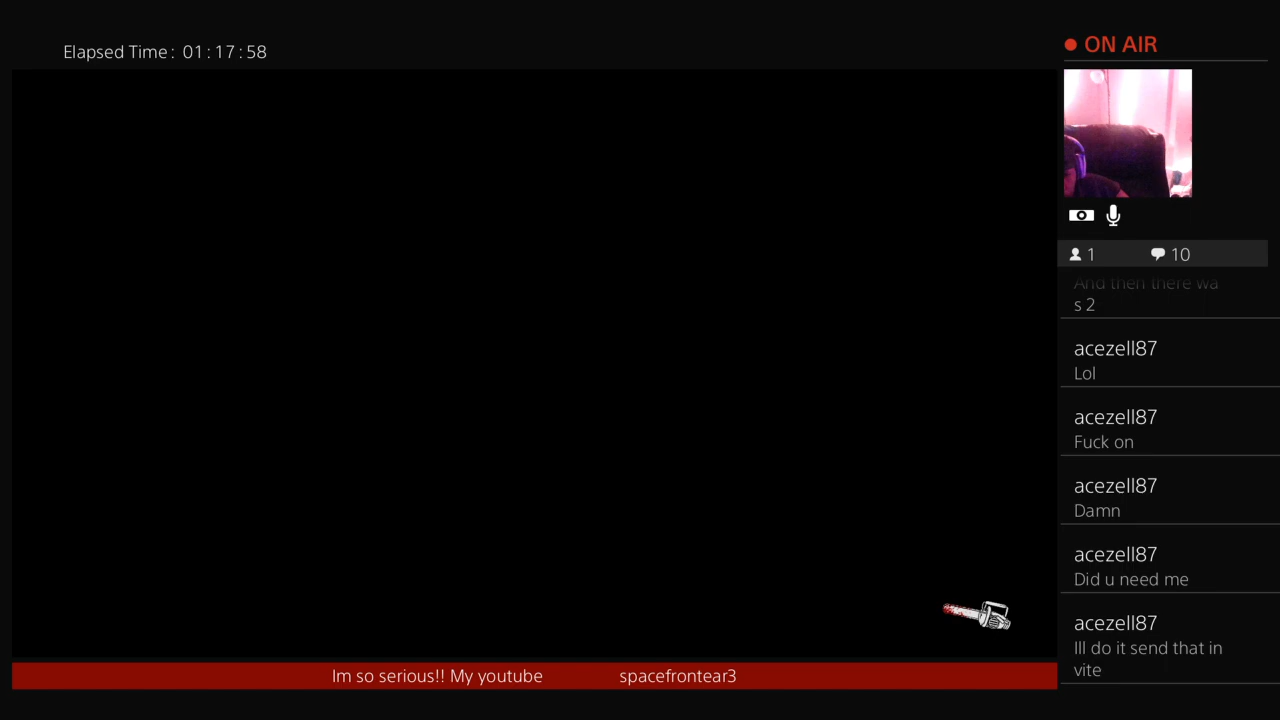 Elapsed Time: 01:17:58
ON AIR
1
10
And then there wa
s 2
acezell87
Lol
acezell87
Fuck on
acezell87
Damn
acezell87
Did u need me
acezell87
Ill do it send that in
vite
Im so serious!! My youtube spacefrontear3